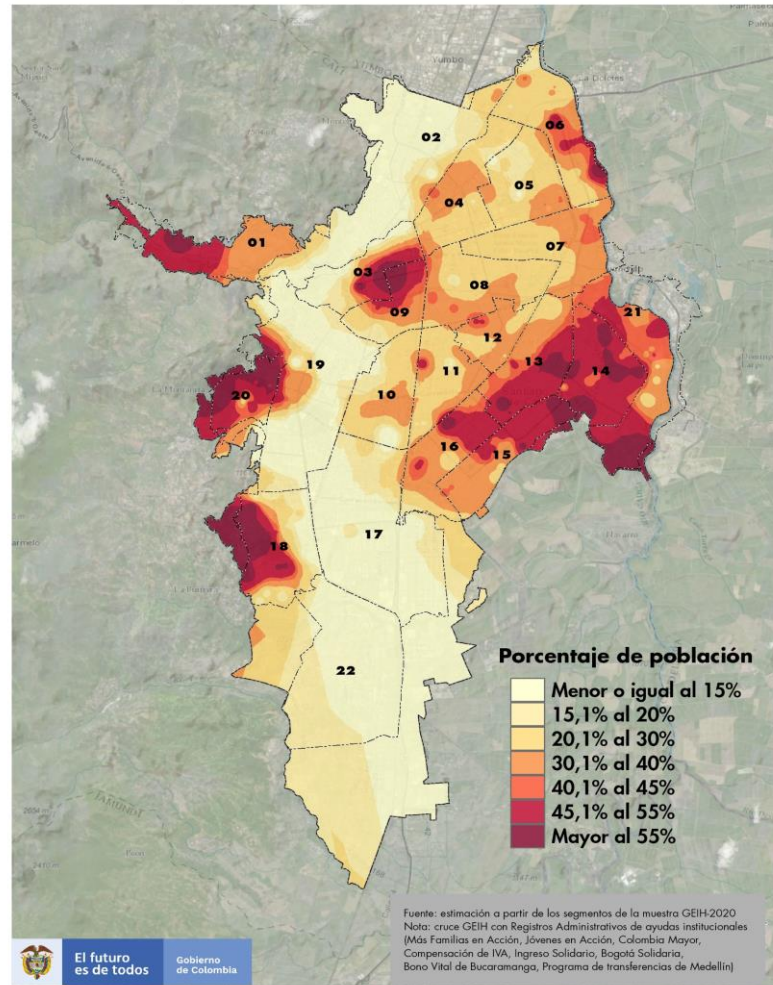 Yumbo
02
06
05
04
01
07
03
08
09
12
21
19
11
13
14
20
10
16
15
17
18
22
Porcentaje de población
Menor o igual al 15%
15,1% al 20%
20,1% al 30%
30,1% al 40%
40,1% al 45%
45,1% al 55%
Mayor al 55%
Fuente: estimación a partir de los segmentos de la muestra GEIH-2020
Nota: cruce GEIH con Registros Administrativos de ayudas institucionales
(Más Familias en Acción, Jóvenes en Acción, Colombia Mayor,
Compensación de IVA, Ingreso Solidario, Bogotá Solidaria,
Bono Vital de Bucaramanga, Programa de transferencias de Medellín)
El futuro
es de todos
Gobierno
de Colombia